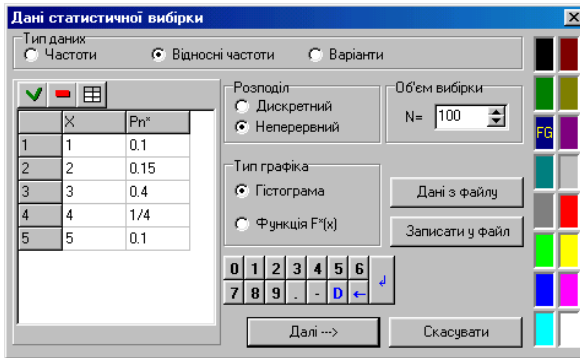 Дані статистичної вибірки
Тип даних
Частоти Відносні частоти Варіанти
X Pn*
1 1 0.1
2 2 0.15
3 3 0.4
4 4 1/4
5 5 0.1
Розподіл
Дискретний
Неперервний
Об'єм вибірки
N= 100
Тип графіка
Гістограма
Функція F*(x)
Дані з файлу
Записати у файл
0 1 2 3 4 5 6
7 8 9 . - D ←
Далі --->
Скасувати
FG